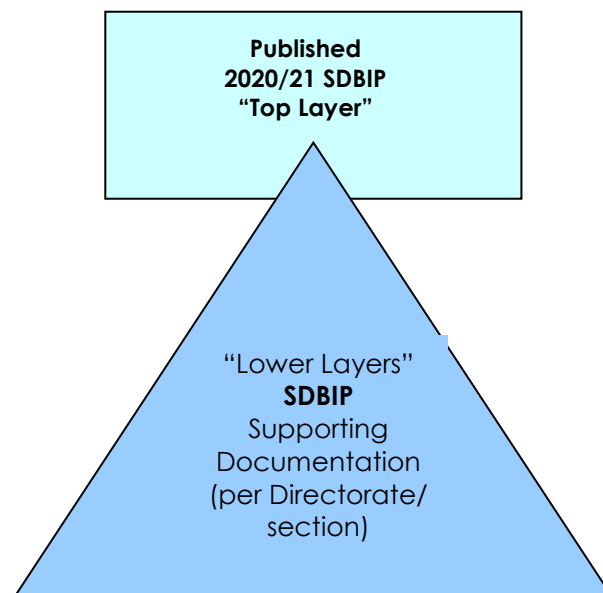 Published
2020/21 SDBIP
“Top Layer”
“Lower Layers”
SDBIP
Supporting
Documentation
(per Directorate/
section)